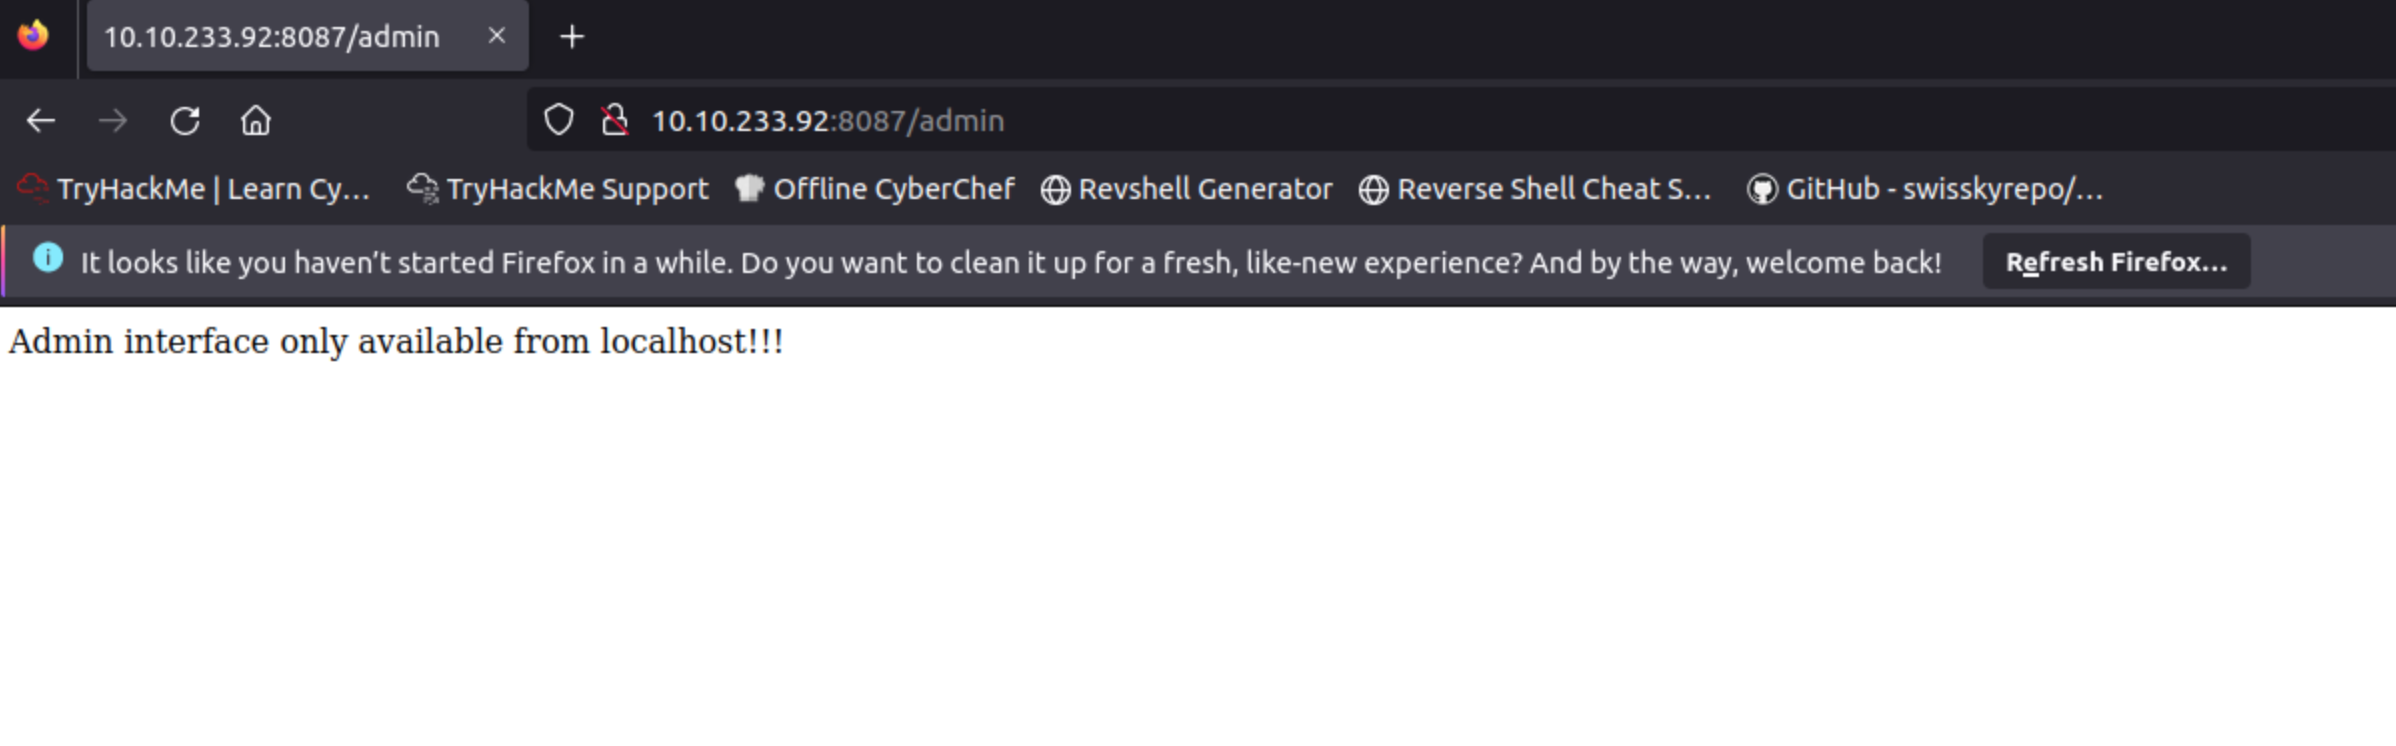 10.10.233.92:8087/admin
10.10.233.92:8087/admin
TryHackMe | Learn Cy… TryHackMe Support Offline CyberChef Revshell Generator Reverse Shell Cheat S… GitHub - swisskyrepo/…
It looks like you haven’t started Firefox in a while. Do you want to clean it up for a fresh, like-new experience? And by the way, welcome back! Refresh Firefox…
Admin interface only available from localhost!!!